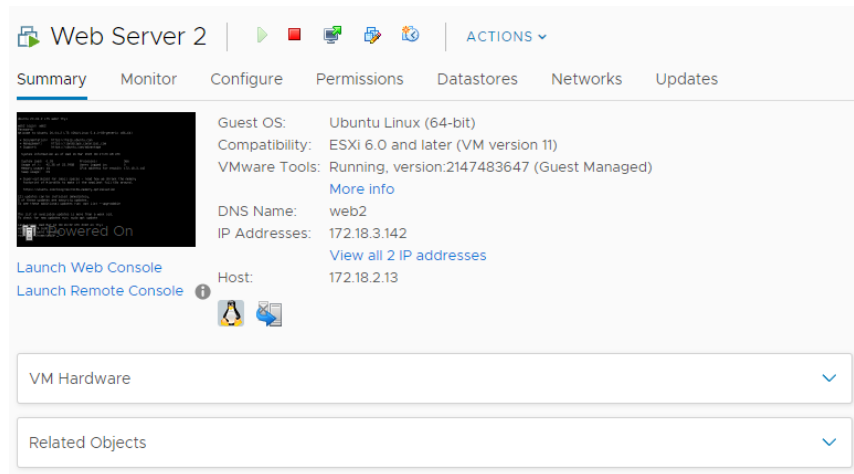 Web Server 2
ACTIONS
Summary Monitor Configure Permissions Datastores Networks Updates
Guest OS: Ubuntu Linux (64-bit)
Compatibility: ESXi 6.0 and later (VM version 11)
VMware Tools: Running, version:2147483647 (Guest Managed)
More info
DNS Name: web2
IP Addresses: 172.18.3.142
View all 2 IP addresses
Host: 172.18.2.13
Powered On
Launch Web Console
Launch Remote Console
VM Hardware
Related Objects